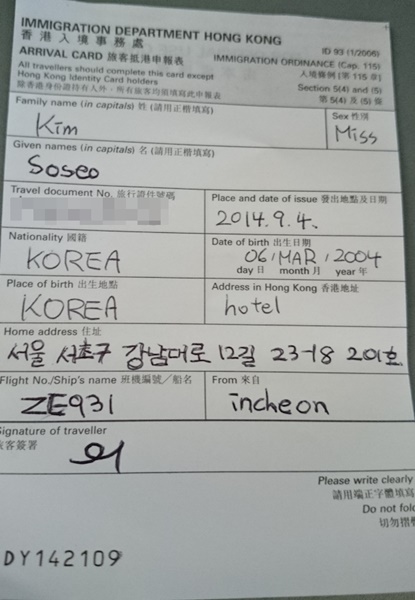 IMMIGRATION DEPARTMENT HONG KONG
香港入境事務處
ID 93 (1/2006)
ARRIVAL CARD 旅客抵港申報表
IMMIGRATION ORDINANCE (Cap. 115)
人境條例 [第 115 章]
All travellers should complete this card except
Hong Kong Identity Card holders
Section 5(4) and (5)
除香港身份證持有人外，所有旅客均須填寫此申報表
第 5(4) 及 (5) 條
Family name (in capitals) 姓 (請用正楷填寫)
Sex 性別
Kim
Miss
Given names (in capitals) 名 (請用正楷填寫)
Soseo
Travel document No. 旅行證件號碼
Place and date of issue 發出地點及日期
2014.9.4.
Nationality 國籍
Date of birth 出生日期
KOREA
06/MAR/2004
day 日 month 月 year 年
Place of birth 出生地點
Address in Hong Kong 香港地址
KOREA
hotel
Home address 住址
서울 서초구 강남대로 12길 23-18 201호
Flight No./Ship's name 班機編號/船名
From 來自
ZE931
incheon
Signature of traveller
旅客簽署
Please write clearly
請用端正字體填寫
Do not fold
切勿摺
DY142109